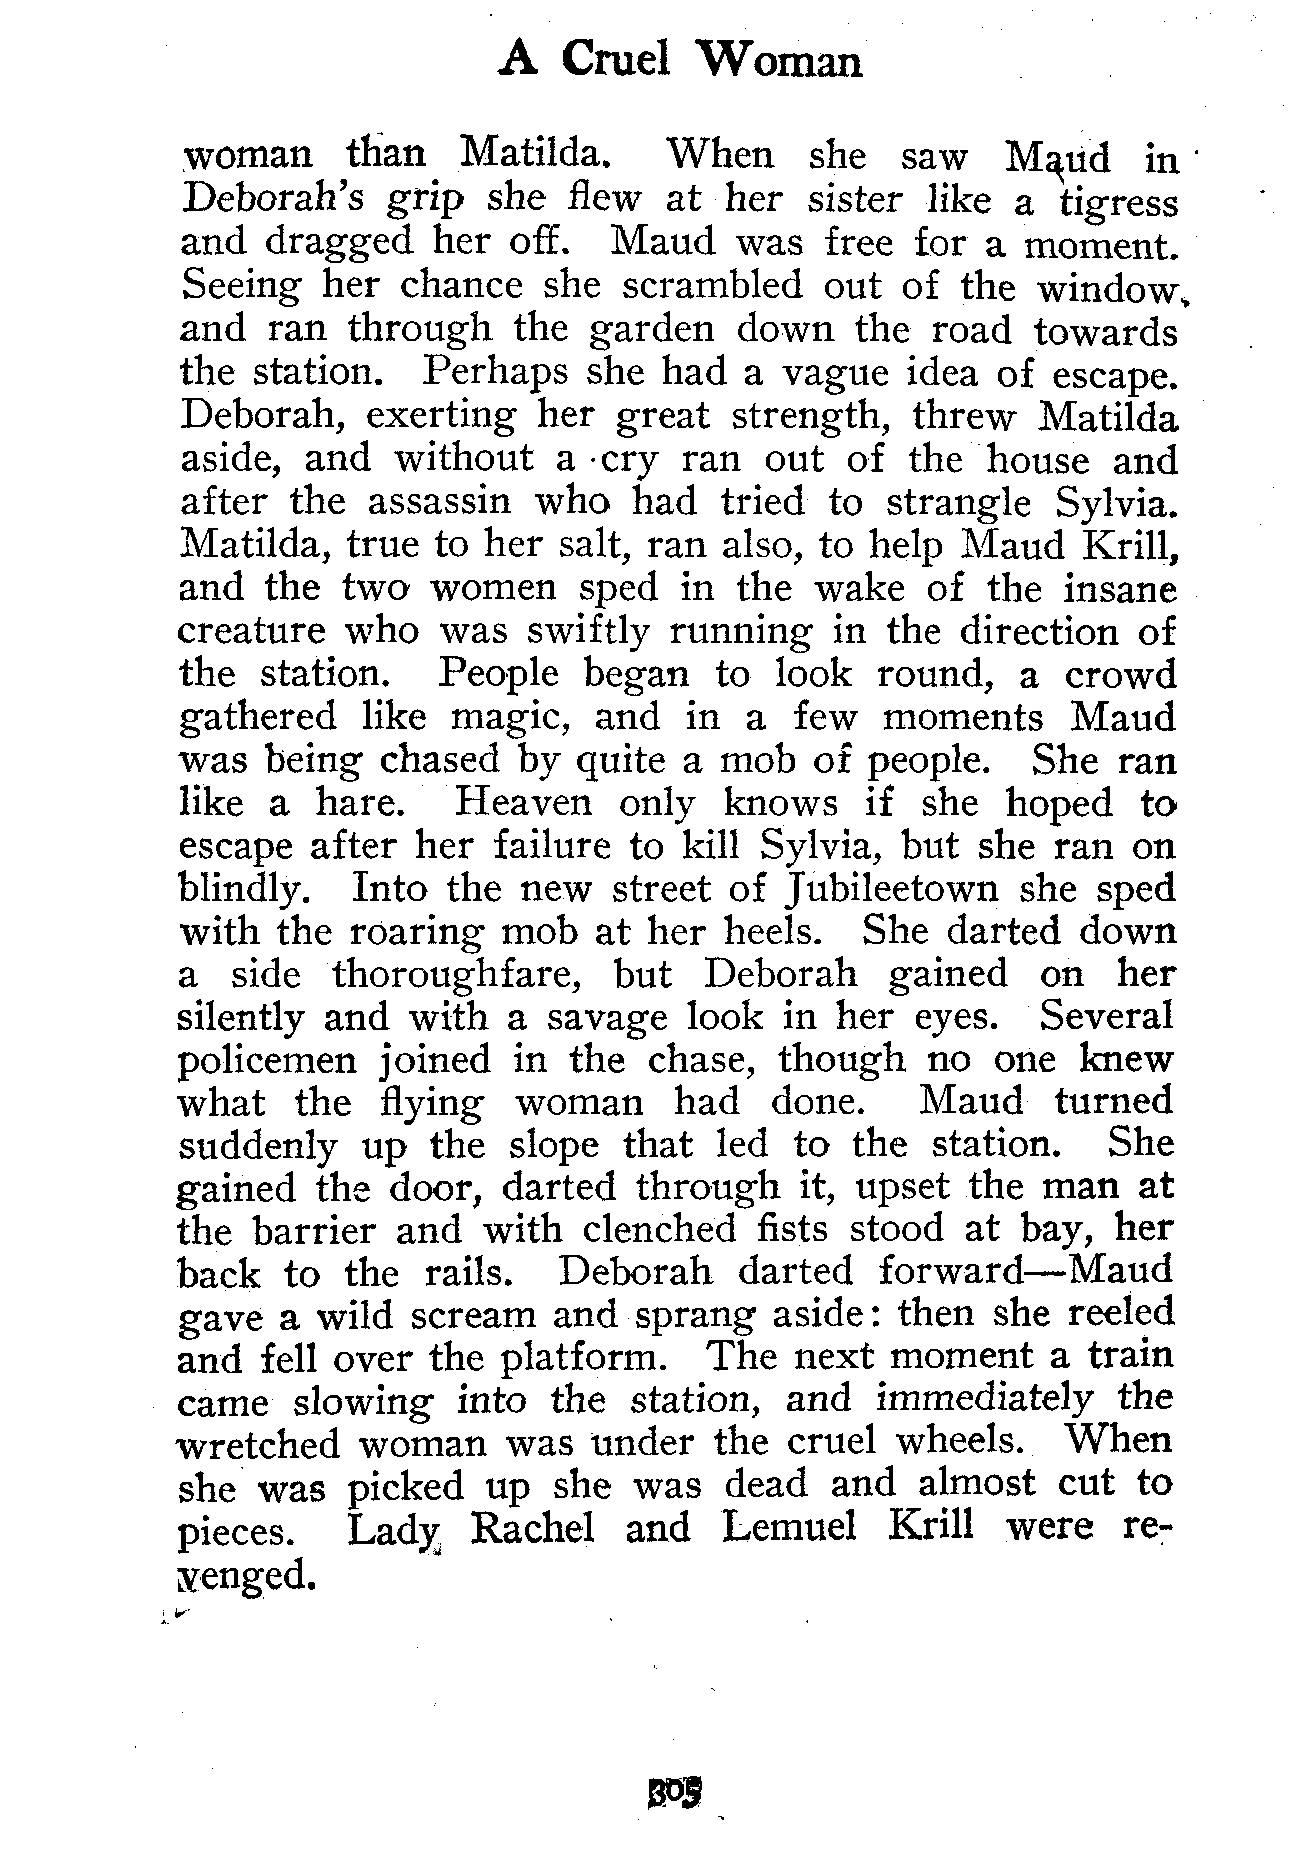 A Cruel Woman
woman than Matilda. When she saw Maud in
Deborah's grip she flew at her sister like a tigress
and dragged her off. Maud was free for a moment.
Seeing her chance she scrambled out of the window,
and ran through the garden down the road towards
the station. Perhaps she had a vague idea of escape.
Deborah, exerting her great strength, threw Matilda
aside, and without a cry ran out of the house and
after the assassin who had tried to strangle Sylvia.
Matilda, true to her salt, ran also, to help Maud Krill,
and the two women sped in the wake of the insane
creature who was swiftly running in the direction of
the station. People began to look round, a crowd
gathered like magic, and in a few moments Maud
was being chased by quite a mob of people. She ran
like a hare. Heaven only knows if she hoped to
escape after her failure to kill Sylvia, but she ran on
blindly. Into the new street of Jubileetown she sped
with the roaring mob at her heels. She darted down
a side thoroughfare, but Deborah gained on her
silently and with a savage look in her eyes. Several
policemen joined in the chase, though no one knew
what the flying woman had done. Maud turned
suddenly up the slope that led to the station. She
gained the door, darted through it, upset the man at
the barrier and with clenched fists stood at bay, her
back to the rails. Deborah darted forward—Maud
gave a wild scream and sprang aside: then she reeled
and fell over the platform. The next moment a train
came slowing into the station, and immediately the
wretched woman was under the cruel wheels. When
she was picked up she was dead and almost cut to
pieces. Lady Rachel and Lemuel Krill were re-
venged.
305